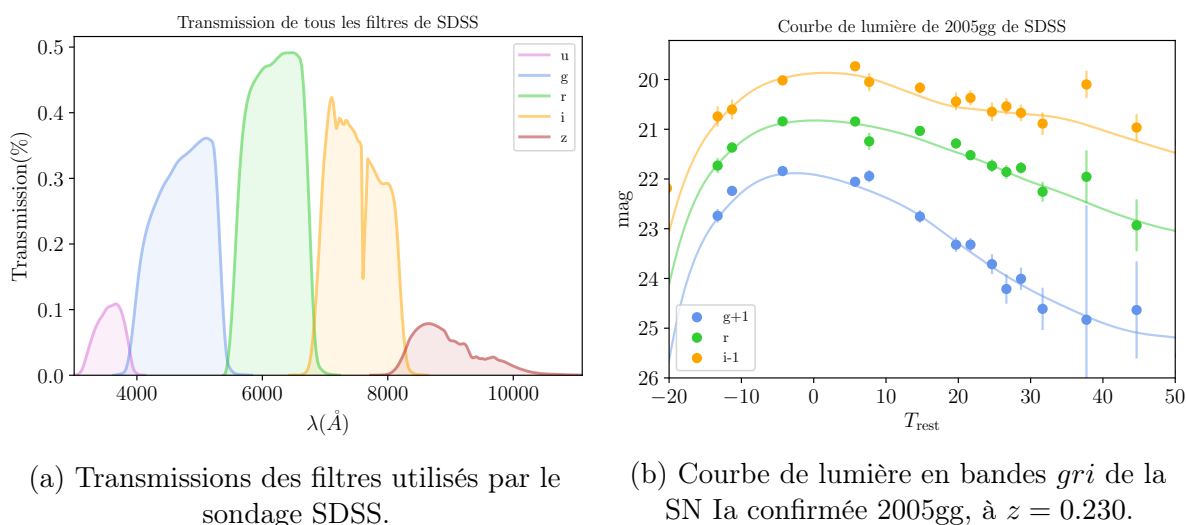 Transmission de tous les filtres de SDSS
Transmission(%)
0.5
0.4
0.3
0.2
0.1
0.0
4000
6000
8000
10000
λ(Å)
u
g
r
i
z
(a) Transmissions des filtres utilisés par le
sondage SDSS.
Courbe de lumière de 2005gg de SDSS
mag
20
21
22
23
24
25
26
−20
−10
0
10
20
30
40
50
T_rest
g+1
r
i-1
(b) Courbe de lumière en bandes gri de la
SN Ia confirmée 2005gg, à z = 0.230.